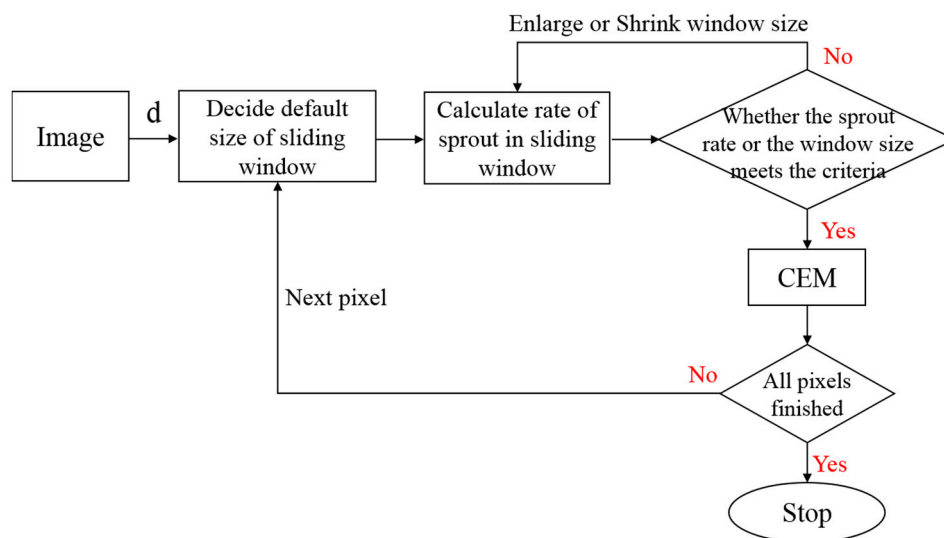 Enlarge or Shrink window size
No
Image
d
Decide default
size of sliding
window
Calculate rate of
sprout in sliding
window
Whether the sprout
rate or the window size
meets the criteria
Yes
CEM
Next pixel
No
All pixels
finished
Yes
Stop